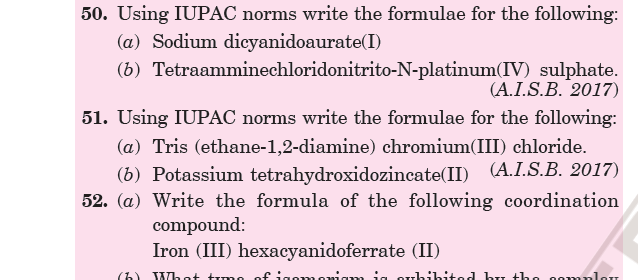 50. Using IUPAC norms write the formulae for the following:
(a) Sodium dicyanidoaurate(I)
(b) Tetraamminechloridonitrito-N-platinum(IV) sulphate.
(A.I.S.B. 2017)
51. Using IUPAC norms write the formulae for the following:
(a) Tris (ethane-1,2-diamine) chromium(III) chloride.
(b) Potassium tetrahydroxidozincate(II) (A.I.S.B. 2017)
52. (a) Write the formula of the following coordination
compound:
Iron (III) hexacyanidoferrate (II)
(b) What type of isomerism is exhibited by the complex